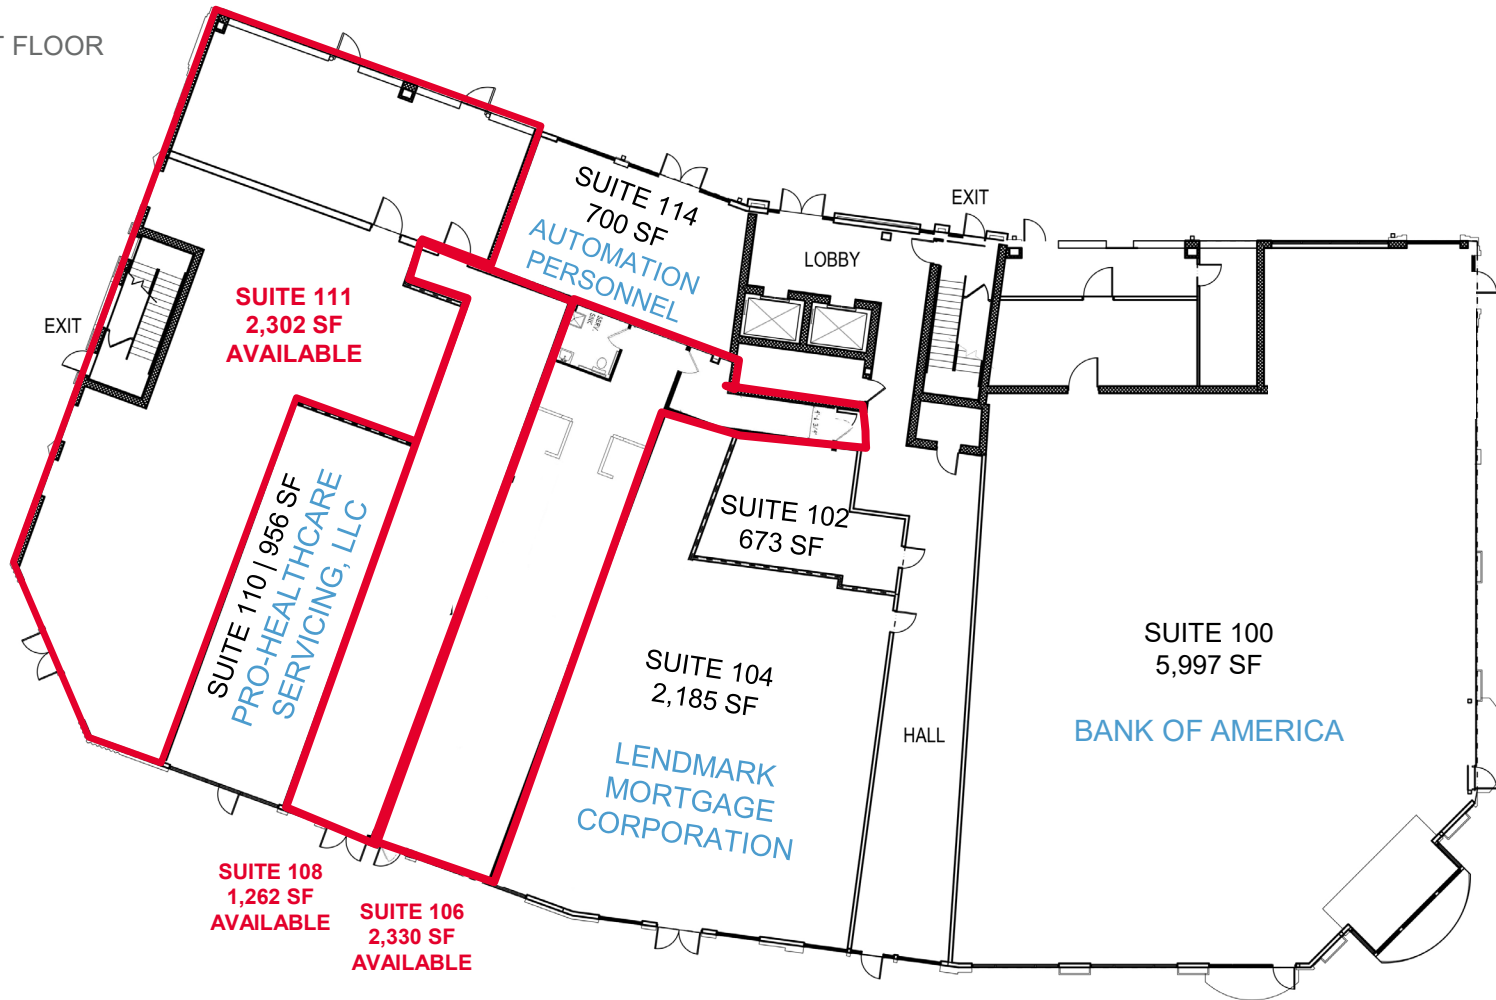 T FLOOR
SUITE 114
700 SF
AUTOMATION
PERSONNEL
EXIT
LOBBY
SUITE 111
2,302 SF
AVAILABLE
EXIT
SERV.
SINK
SUITE 110 | 956 SF
PRO-HEALTHCARE
SERVICING, LLC
SUITE 102
673 SF
SUITE 104
2,185 SF
LENDMARK
MORTGAGE
CORPORATION
HALL
SUITE 100
5,997 SF
BANK OF AMERICA
SUITE 108
1,262 SF
AVAILABLE
SUITE 106
2,330 SF
AVAILABLE